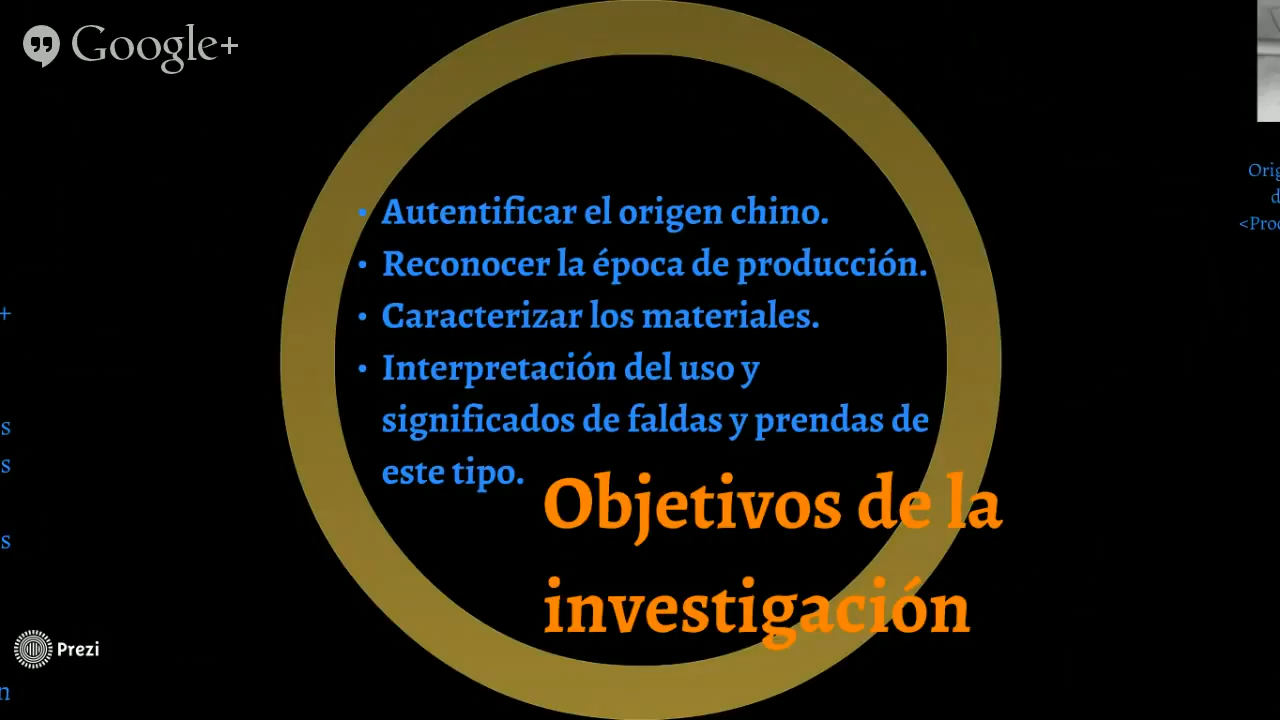 Google+
• Autentificar el origen chino.
• Reconocer la época de producción.
• Caracterizar los materiales.
• Interpretación del uso y
significados de faldas y prendas de
este tipo.
Objetivos de la
investigación
Prezi